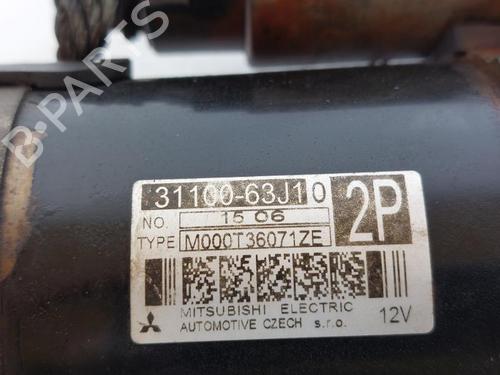 B-PARTS
31100-63J10
2P
NO. 15 06
TYPE M000T36071ZE
MITSUBISHI ELECTRIC
AUTOMOTIVE CZECH s.r.o. 12V